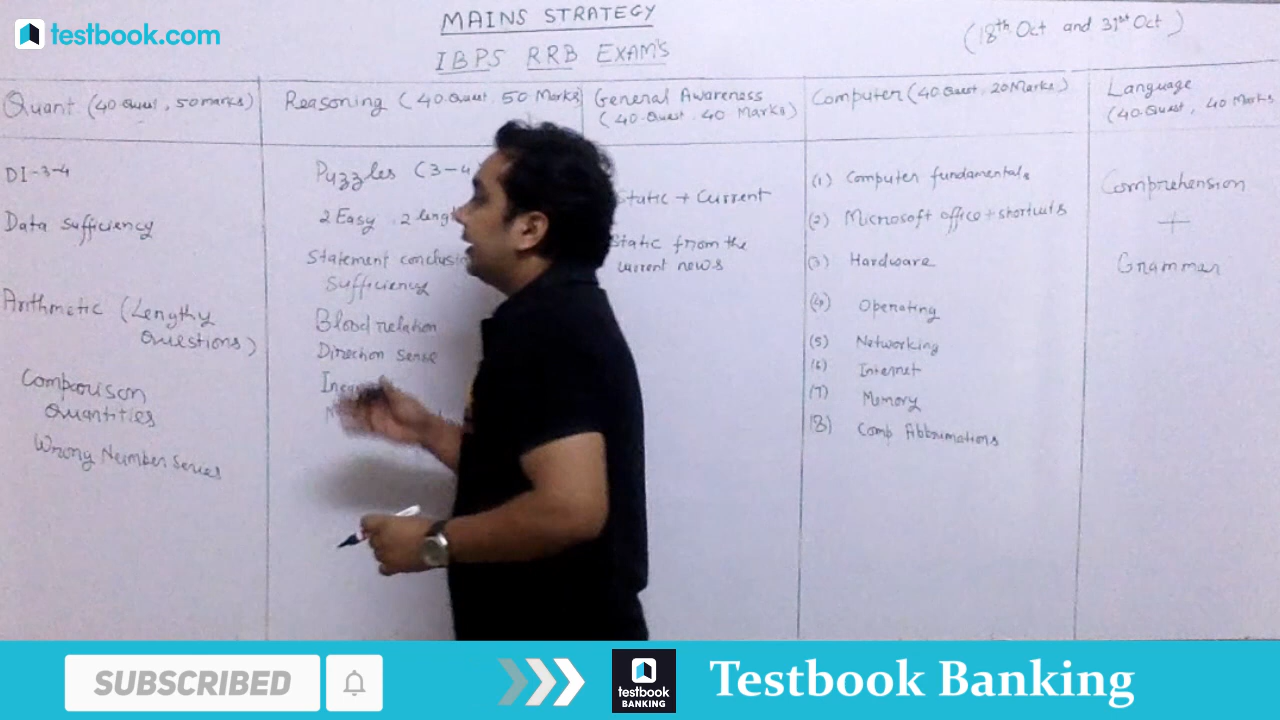 testbook.com
MAINS STRATEGY
IBPS RRB EXAM'S
(18th Oct and 31st Oct)
Quant (40 Quest, 50 marks)
DI-3-4
Data sufficiency
Arithmetic (Lengthy
Questions)
Comparison
Quantities
Wrong Number Series
Reasoning (40 Quest, 50 Marks)
Puzzles (3-4
2 Easy, 2
Statement
Sufficiency
Blood relation
Direction Sense
General Awareness
(40 Quest, 40 Marks)
Static + Current
Static from the
current news
Computer (40 Quest, 20 Marks)
(1) Computer fundamentals
(2) Microsoft office + shortcuts
(3) Hardware
(4) Operating
(5) Networking
(6) Internet
(7) Memory
(8) Comp
Language
(40 Quest, 40 Marks
Comprehension
+
Grammer
SUBSCRIBED
testbook
BANKING
Testbook Banking